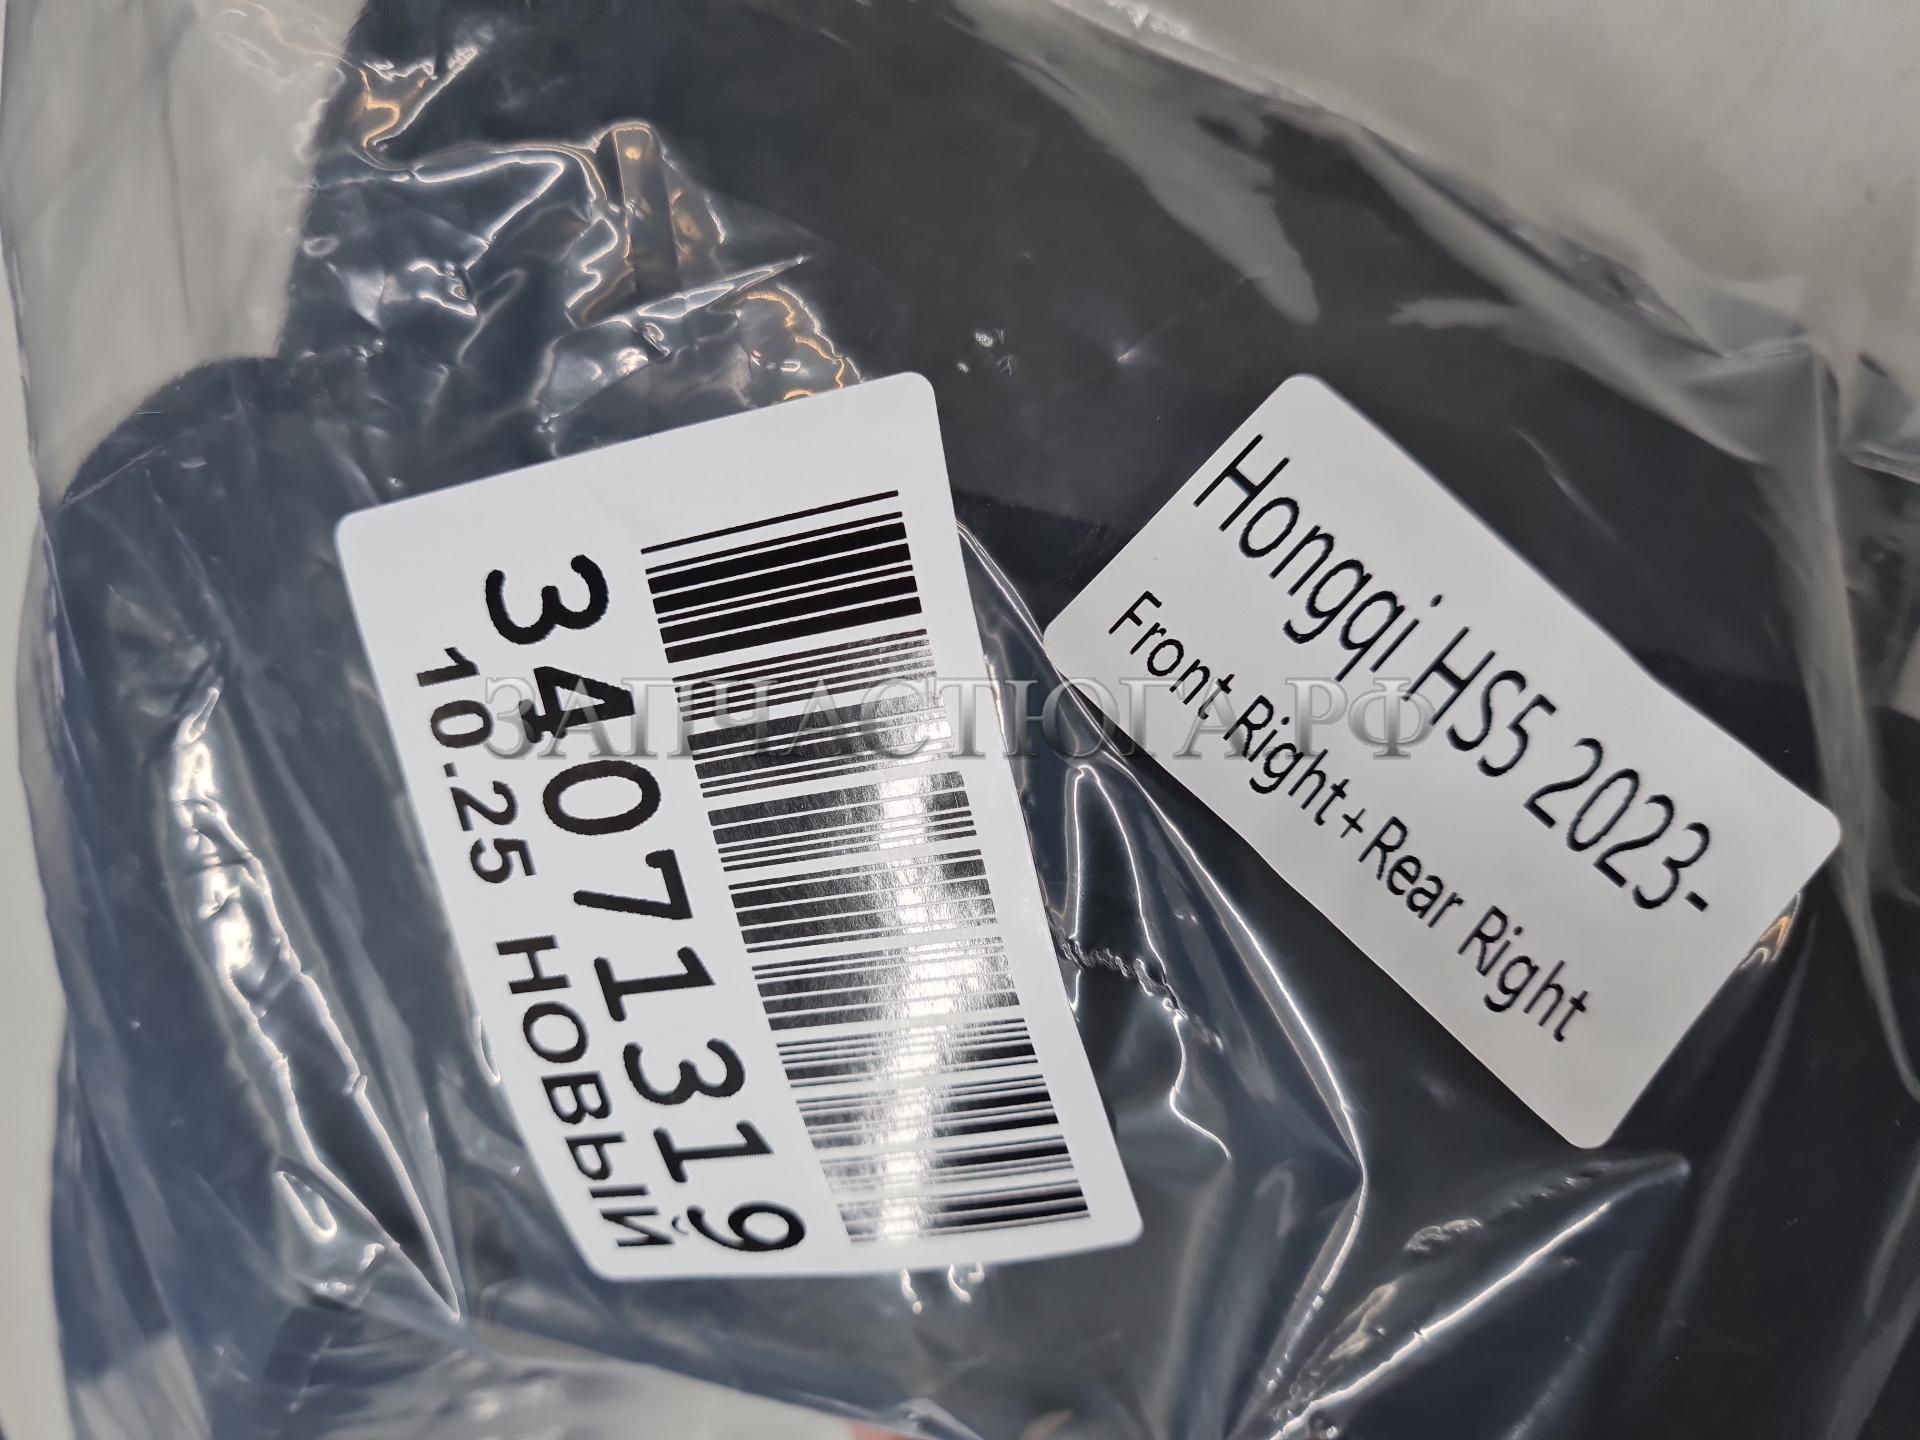 34071319
10.25 НОВЫЙ
Hongqi HS5 2023-
Front Right+Rear Right
ЗАПЧАСТЮГА.РФ